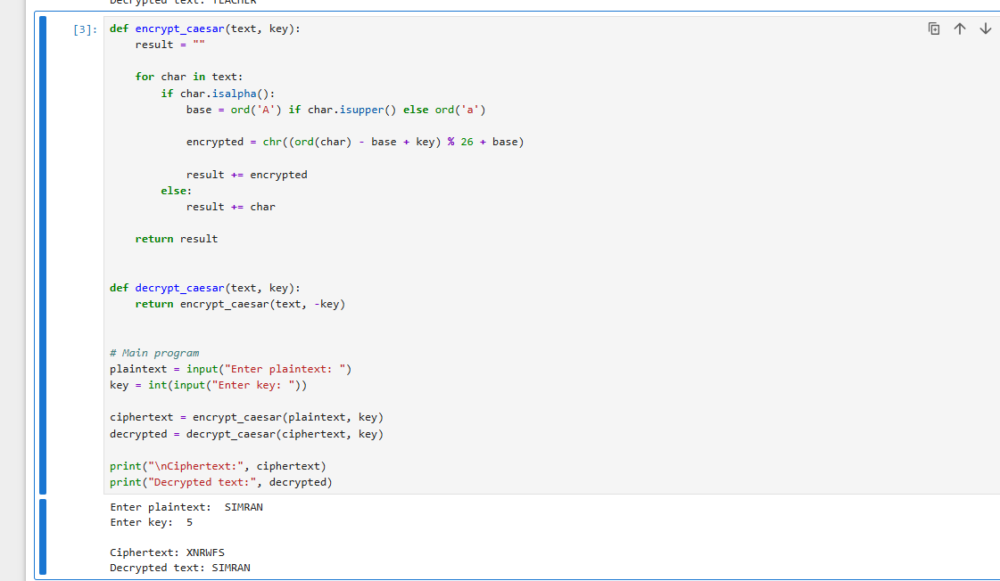 Decrypted text: TEACHER
[3]:
def encrypt_caesar(text, key):
    result = ""

    for char in text:
        if char.isalpha():
            base = ord('A') if char.isupper() else ord('a')

            encrypted = chr((ord(char) - base + key) % 26 + base)

            result += encrypted
        else:
            result += char

    return result


def decrypt_caesar(text, key):
    return encrypt_caesar(text, -key)


# Main program
plaintext = input("Enter plaintext: ")
key = int(input("Enter key: "))

ciphertext = encrypt_caesar(plaintext, key)
decrypted = decrypt_caesar(ciphertext, key)

print("\nCiphertext:", ciphertext)
print("Decrypted text:", decrypted)
Enter plaintext:  SIMRAN
Enter key:  5

Ciphertext: XNRWFS
Decrypted text: SIMRAN